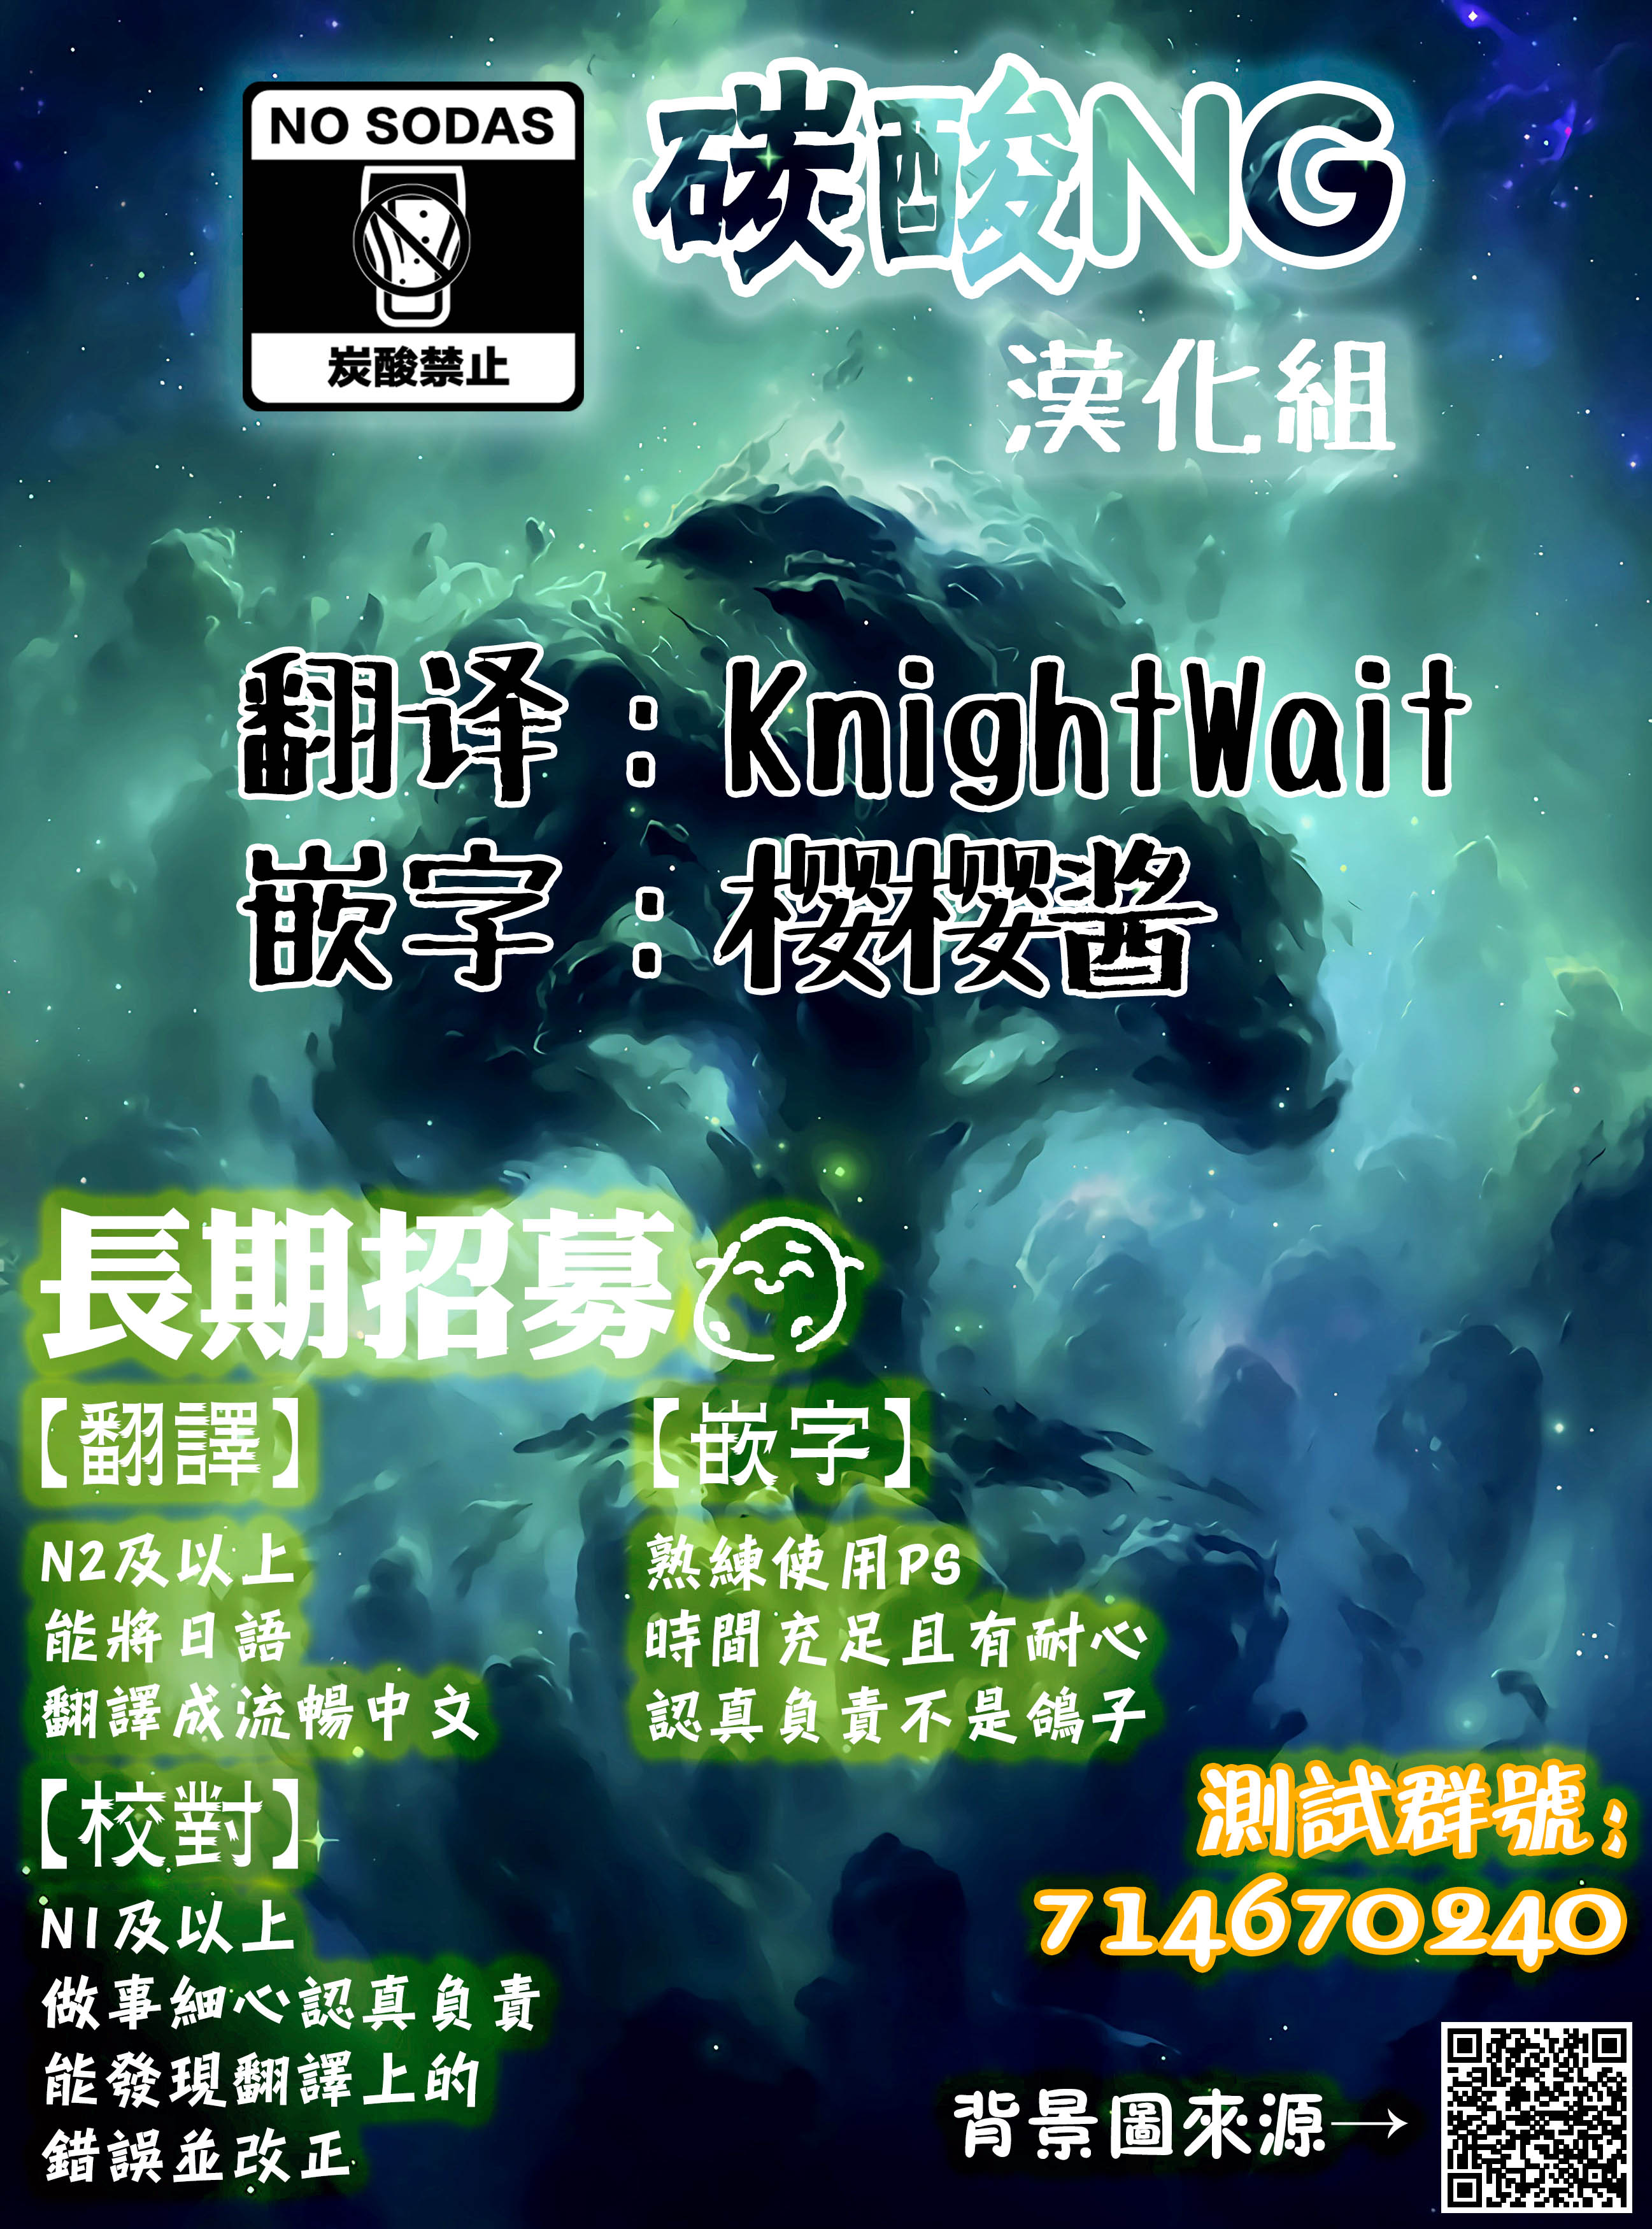 NO SODAS
炭酸禁止
碳酸NG
漢化組
翻译：KnightWait
嵌字：樱樱酱
長期招募
【翻譯】
N2及以上
能將日語
翻譯成流暢中文
【嵌字】
熟練使用PS
時間充足且有耐心
認真負責不是鴿子
【校對】
N1及以上
做事細心認真負責
能發現翻譯上的
錯誤並改正
測試群號：
714670240
背景圖來源→